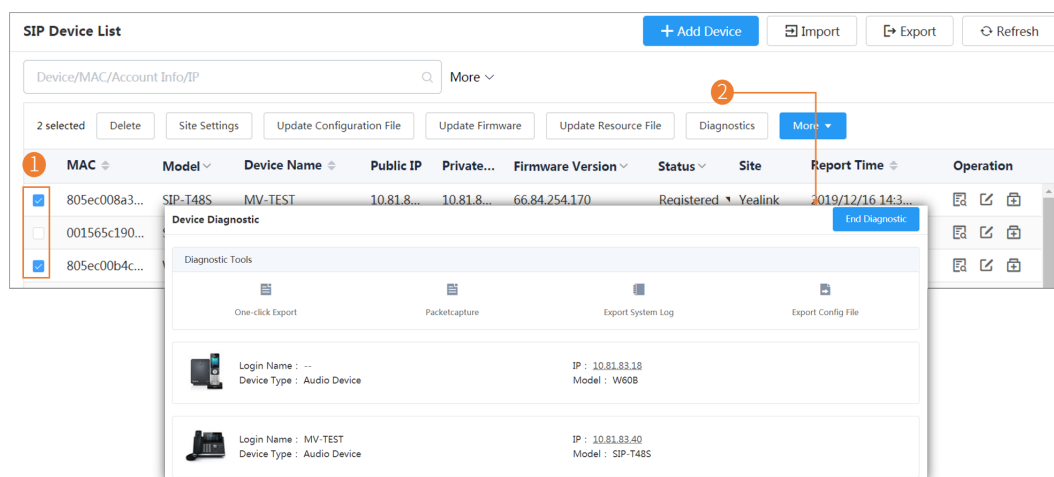 SIP Device List
+ Add Device
Import
Export
Refresh
Device/MAC/Account Info/IP
More
2
2 selected
Delete
Site Settings
Update Configuration File
Update Firmware
Update Resource File
Diagnostics
More
1
MAC Model Device Name Public IP Private... Firmware Version Status Site Report Time Operation
805ec008a3... SIP-T48S MV-TEST 10.81.8... 10.81.8... 66.84.254.170 Registered Yealink 2019/12/16 14:3...
001565c190...
805ec00b4c...
Device Diagnostic
End Diagnostic
Diagnostic Tools
One-click Export
Packetcapture
Export System Log
Export Config File
Login Name : --
IP : 10.81.83.18
Device Type : Audio Device
Model : W60B
Login Name : MV-TEST
IP : 10.81.83.40
Device Type : Audio Device
Model : SIP-T48S